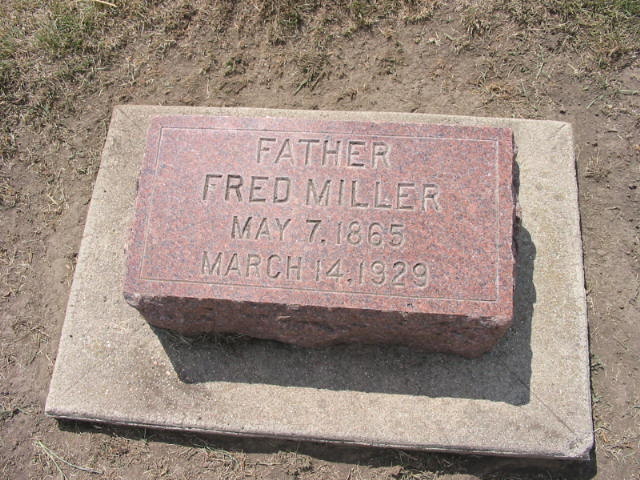 FATHER
FRED MILLER
MAY 7, 1865
MARCH 14, 1929